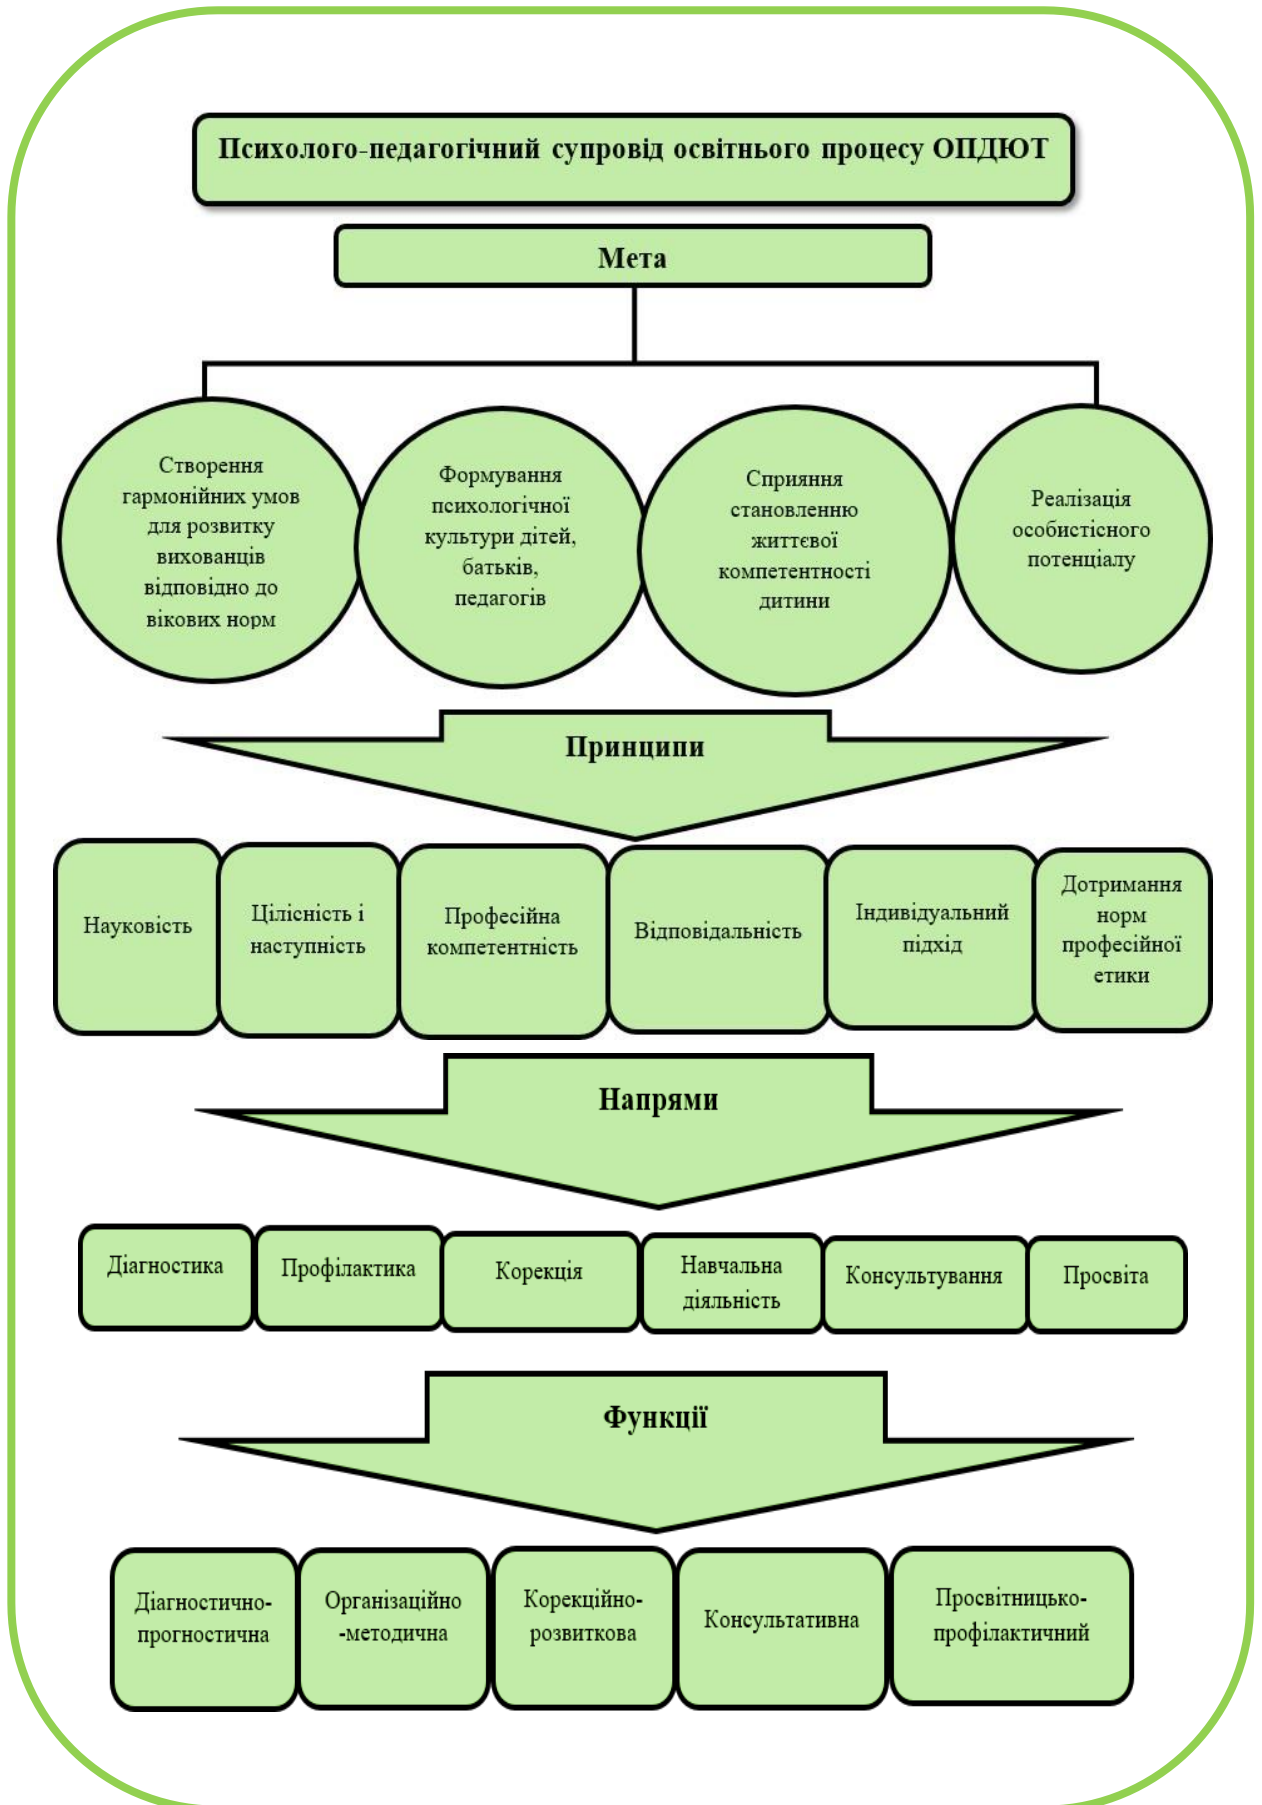 Психолого-педагогічний супровід освітнього процесу ОПДЮТ
Мета
Створення
гармонійних умов
для розвитку
вихованців
відповідно до
вікових норм
Формування
психологічної
культури дітей,
батьків,
педагогів
Сприяння
становленню
життєвої
компетентності
дитини
Реалізація
особистісного
потенціалу
Принципи
Науковість
Цілісність і
наступність
Професійна
компетентність
Відповідальність
Індивідуальний
підхід
Дотримання
норм
професійної
етики
Напрями
Діагностика
Профілактика
Корекція
Навчальна
діяльність
Консультування
Просвіта
Функції
Діагностично-
прогностична
Організаційно
-методична
Корекційно-
розвиткова
Консультативна
Просвітницько-
профілактичний